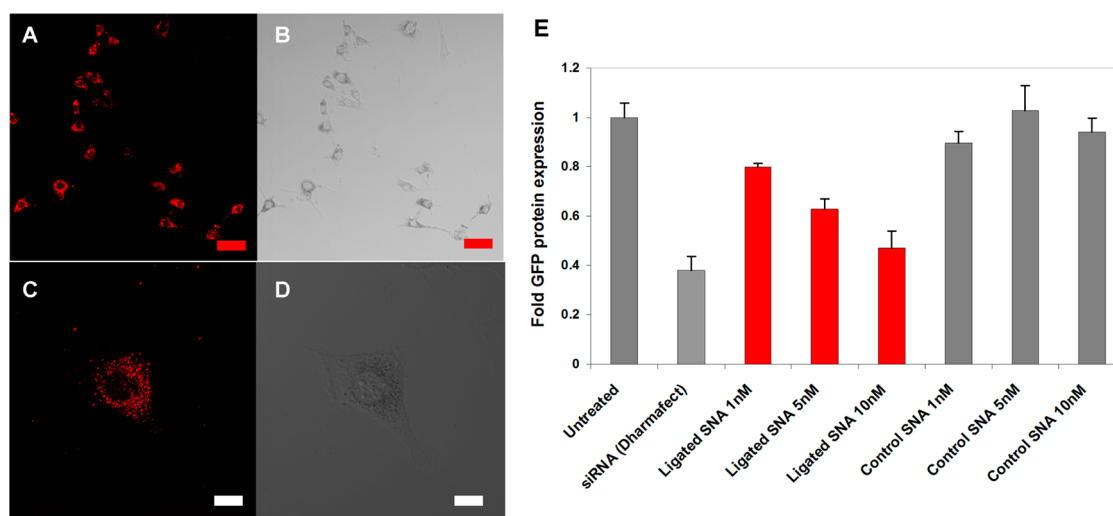 A
B
C
D
E
Fold GFP protein expression
1.2
1
0.8
0.6
0.4
0.2
0
Untreated
siRNA (Dharmafect)
Ligated SNA 1nM
Ligated SNA 5nM
Ligated SNA 10nM
Control SNA 1nM
Control SNA 5nM
Control SNA 10nM